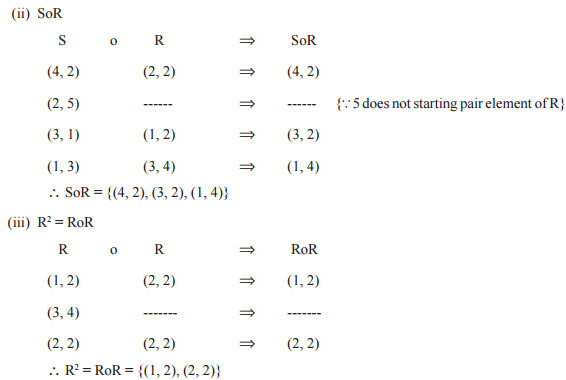 (ii) SoR
S o R ⇒ SoR
(4, 2) (2, 2) ⇒ (4, 2)
(2, 5) ------ ⇒ ------ {∵ 5 does not starting pair element of R}
(3, 1) (1, 2) ⇒ (3, 2)
(1, 3) (3, 4) ⇒ (1, 4)
∴ SoR = {(4, 2), (3, 2), (1, 4)}
(iii) R² = RoR
R o R ⇒ RoR
(1, 2) (2, 2) ⇒ (1, 2)
(3, 4) ------- ⇒ -------
(2, 2) (2, 2) ⇒ (2, 2)
∴ R² = RoR = {(1, 2), (2, 2)}